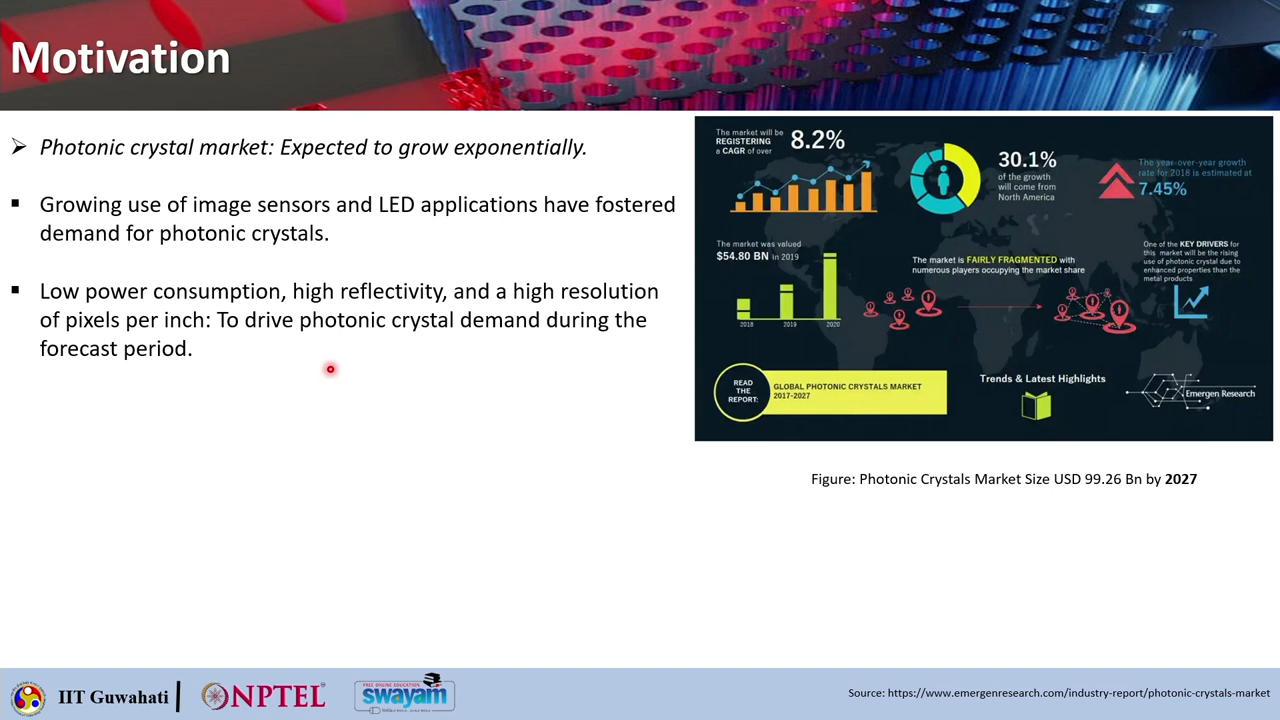 Motivation
Photonic crystal market: Expected to grow exponentially.
Growing use of image sensors and LED applications have fostered
demand for photonic crystals.
Low power consumption, high reflectivity, and a high resolution
of pixels per inch: To drive photonic crystal demand during the
forecast period.
The market will be
REGISTERING
a CAGR of over
8.2%
30.1%
of the growth
will come from
North America
The year-over-year growth
rate for 2018 is estimated at
7.45%
The market was valued
$54.80 BN in 2019
2018 2019 2020
The market is FAIRLY FRAGMENTED with
numerous players occupying the market share
One of the KEY DRIVERS for
this market will be the rising
use of photonic crystal due to
enhanced properties than the
metal products
READ
THE
REPORT:
GLOBAL PHOTONIC CRYSTALS MARKET
2017-2027
Trends & Latest Highlights
Emergen Research
Figure: Photonic Crystals Market Size USD 99.26 Bn by 2027
IIT Guwahati
NPTEL
FREE ONLINE EDUCATION
swayam
Source: https://www.emergenresearch.com/industry-report/photonic-crystals-market